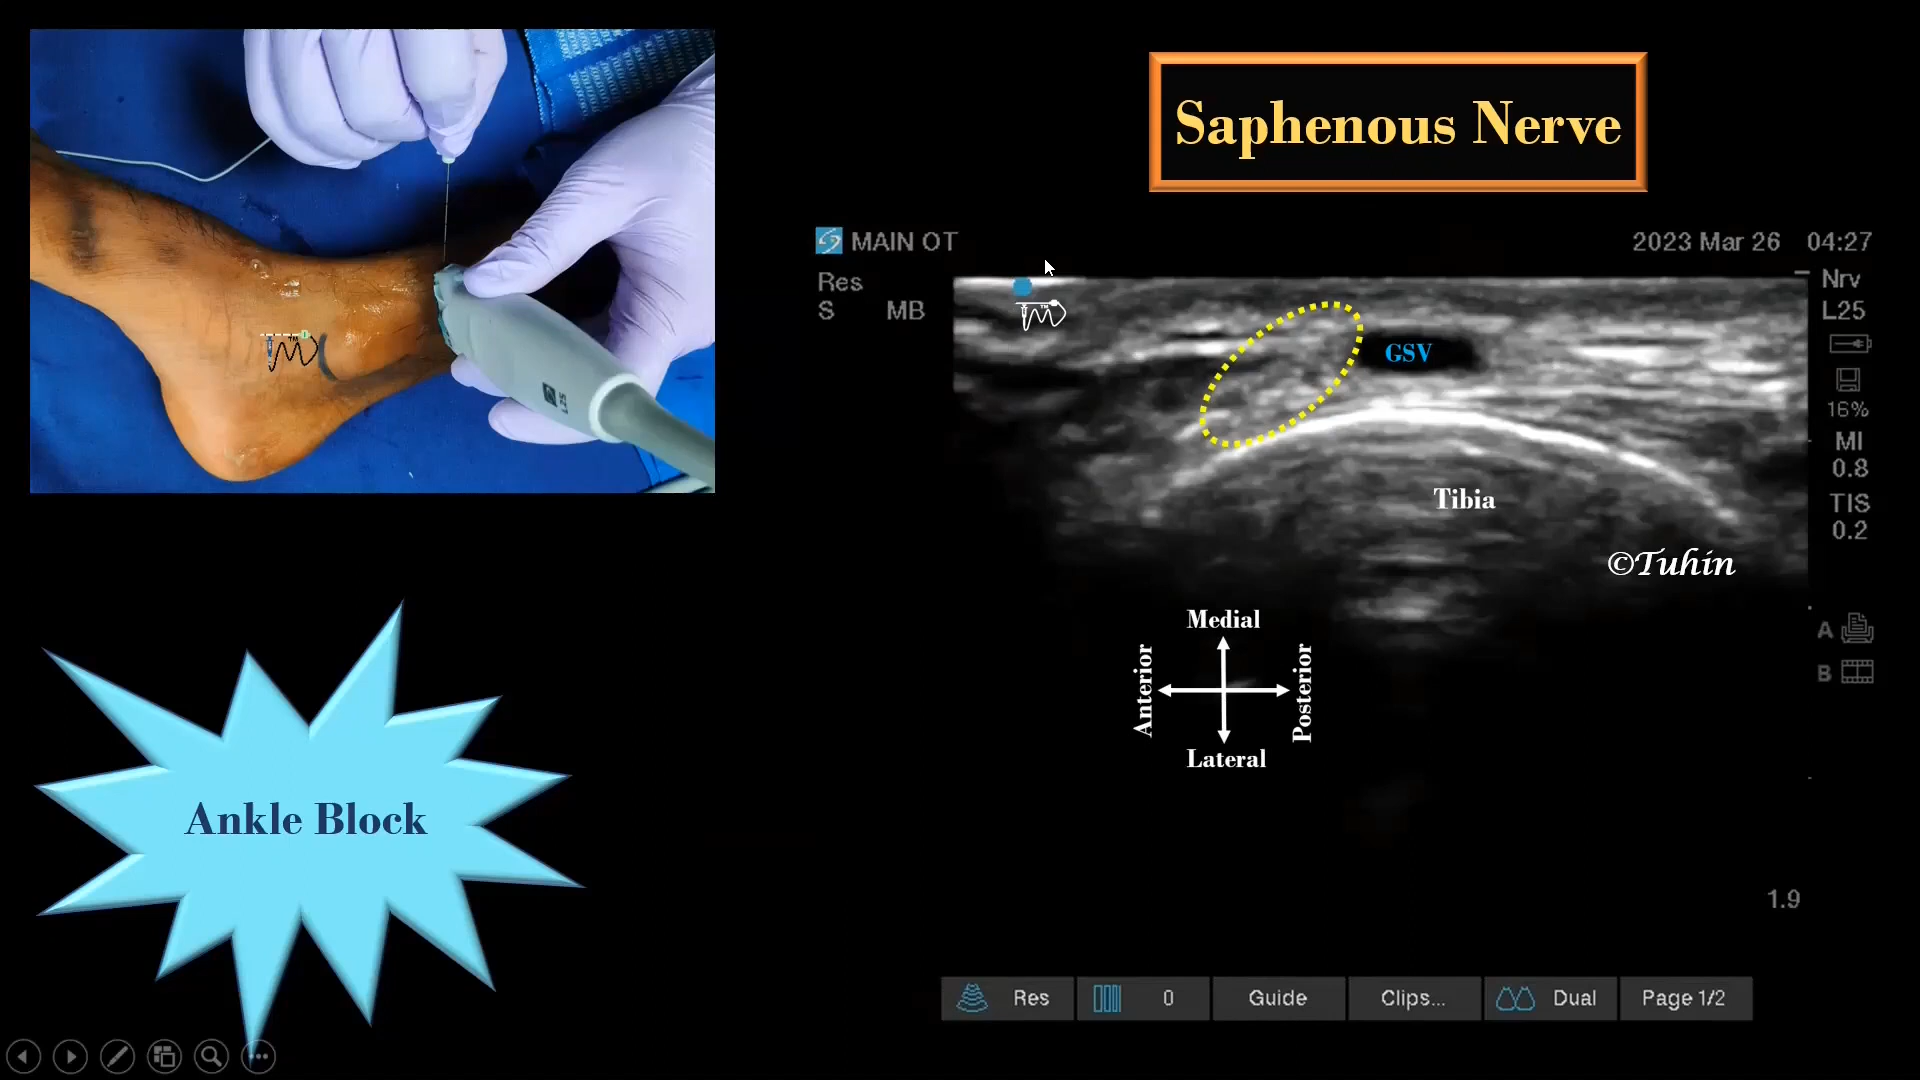 Saphenous Nerve
MAIN OT
2023 Mar 26 04:27
Res
S MB
Nrv
L25
16%
MI
0.8
TIS
0.2
GSV
Tibia
©Tuhin
Medial
Anterior
Posterior
Lateral
A
B
1.9
Ankle Block
L25
Res
0
Guide
Clips...
Dual
Page 1/2